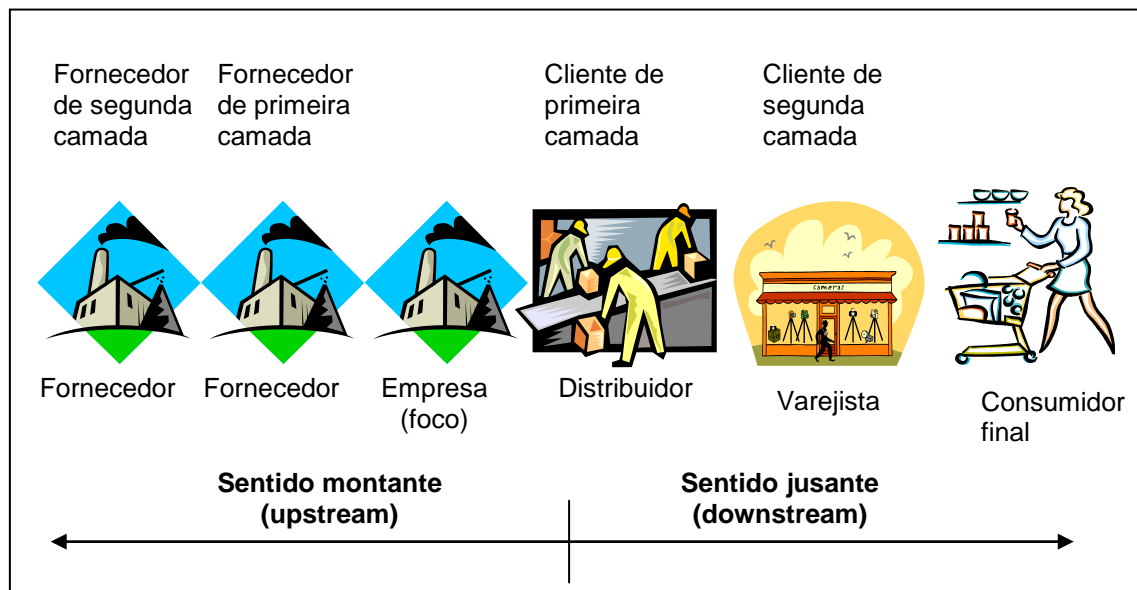 Fornecedor
de segunda
camada
Fornecedor
de primeira
camada
Cliente de
primeira
camada
Cliente de
segunda
camada
cameras
Fornecedor
Fornecedor
Empresa
(foco)
Distribuidor
Varejista
Consumidor
final
Sentido montante
(upstream)
Sentido jusante
(downstream)